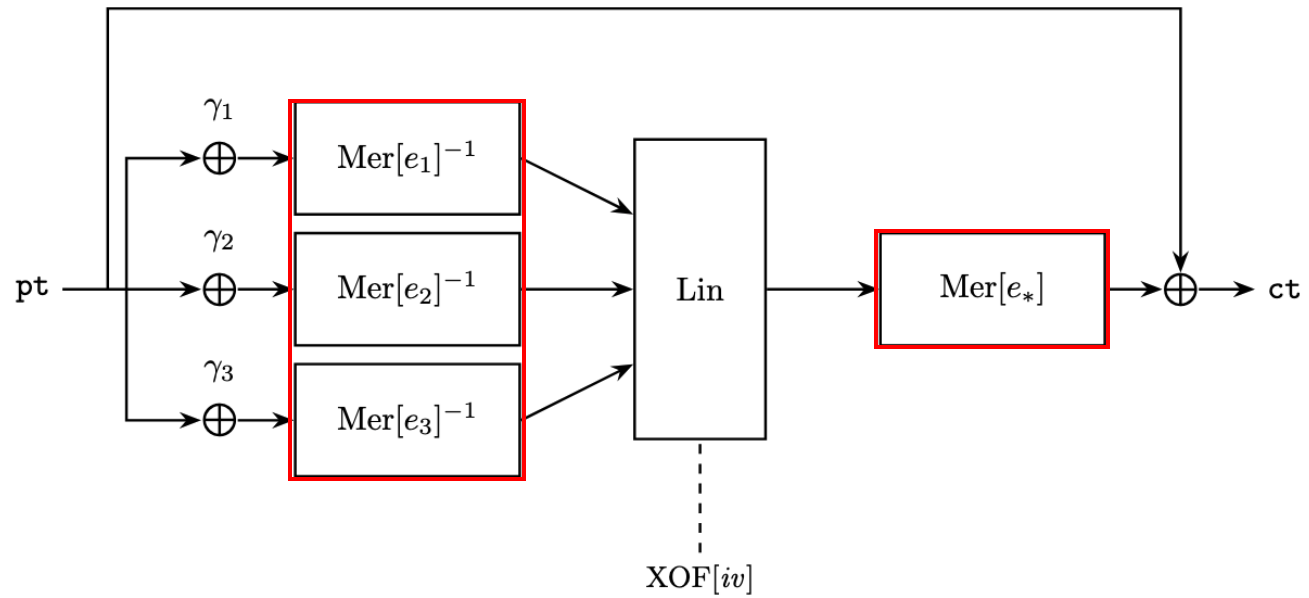 γ₁
Mer[e₁]⁻¹
γ₂
pt
Mer[e₂]⁻¹
Lin
Mer[e∗]
ct
γ₃
Mer[e₃]⁻¹
XOF[iv]